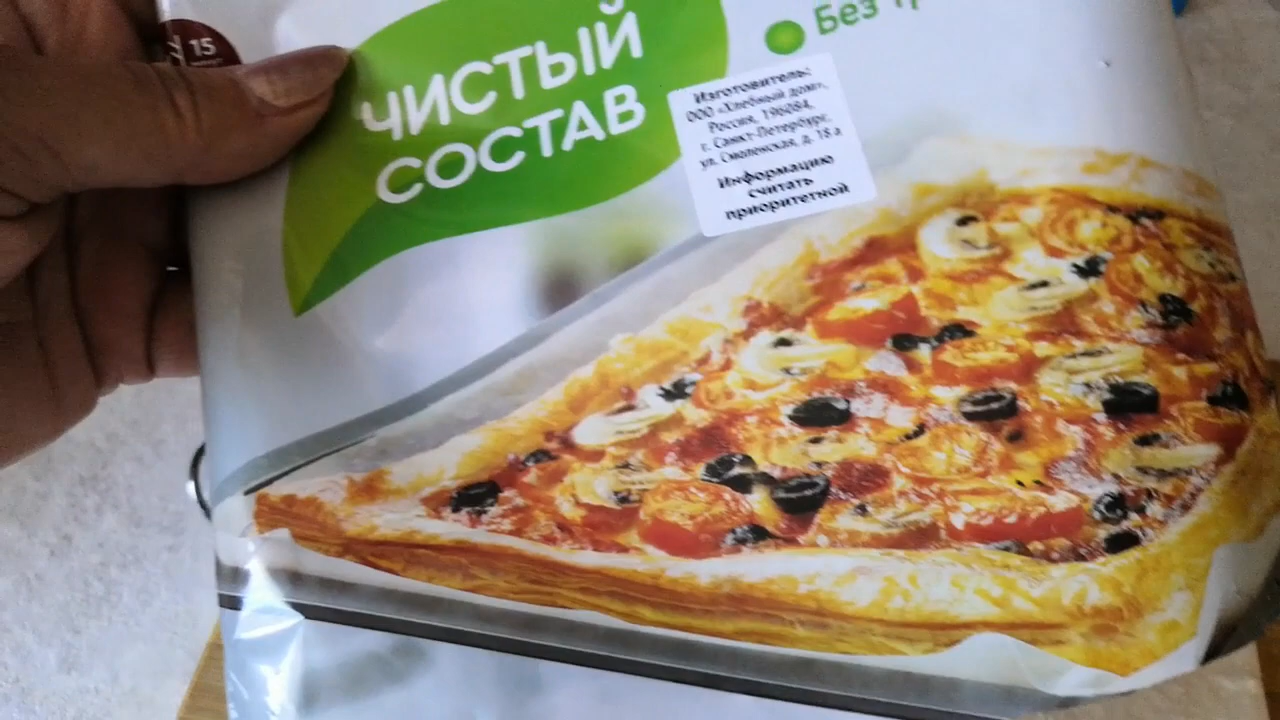 15
ЧИСТЫЙ
СОСТАВ
Без
Изготовитель:
ООО «Хлебный дом»,
Россия, 196084,
г. Санкт-Петербург,
ул. Смоленская, д. 18 а
Информацию
считать
приоритетной